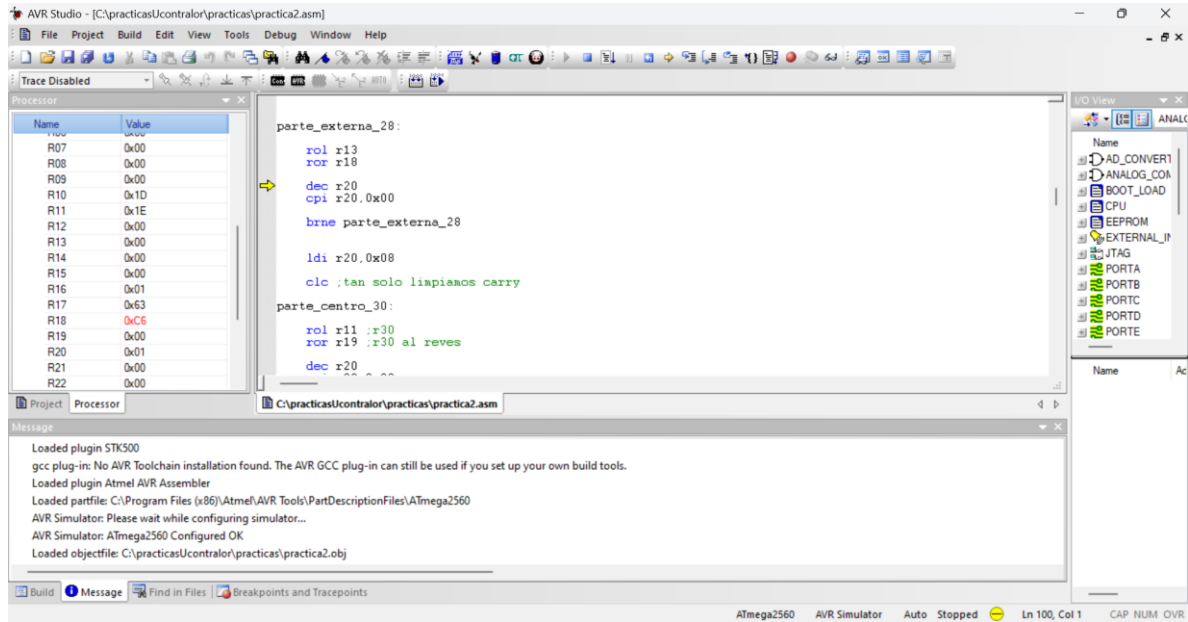 AVR Studio - [C:\practicasUcontralor\practicas\practica2.asm]
File Project Build Edit View Tools Debug Window Help
Trace Disabled
AUTO
Processor
Name Value
R07 0x00
R08 0x00
R09 0x00
R10 0x1D
R11 0x1E
R12 0x00
R13 0x00
R14 0x00
R15 0x00
R16 0x01
R17 0x63
R18 0xC6
R19 0x00
R20 0x01
R21 0x00
R22 0x00
Project Processor
parte_externa_28:
rol r13
ror r18
dec r20
cpi r20,0x00
brne parte_externa_28
ldi r20,0x08
clc ;tan solo limpiamos carry
parte_centro_30:
rol r11 ;r30
ror r19 ;r30 al reves
dec r20
C:\practicasUcontralor\practicas\practica2.asm
I/O View
Name
AD_CONVERT
ANALOG_COM
BOOT_LOAD
CPU
EEPROM
EXTERNAL_IN
JTAG
PORTA
PORTB
PORTC
PORTD
PORTE
Name
Message
Loaded plugin STK500
gcc plug-in: No AVR Toolchain installation found. The AVR GCC plug-in can still be used if you set up your own build tools.
Loaded plugin Atmel AVR Assembler
Loaded partfile: C:\Program Files (x86)\Atmel\AVR Tools\PartDescriptionFiles\ATmega2560
AVR Simulator: Please wait while configuring simulator...
AVR Simulator: ATmega2560 Configured OK
Loaded objectfile: C:\practicasUcontralor\practicas\practica2.obj
Build Message Find in Files Breakpoints and Tracepoints
ATmega2560 AVR Simulator Auto Stopped Ln 100, Col 1 CAP NUM OVR